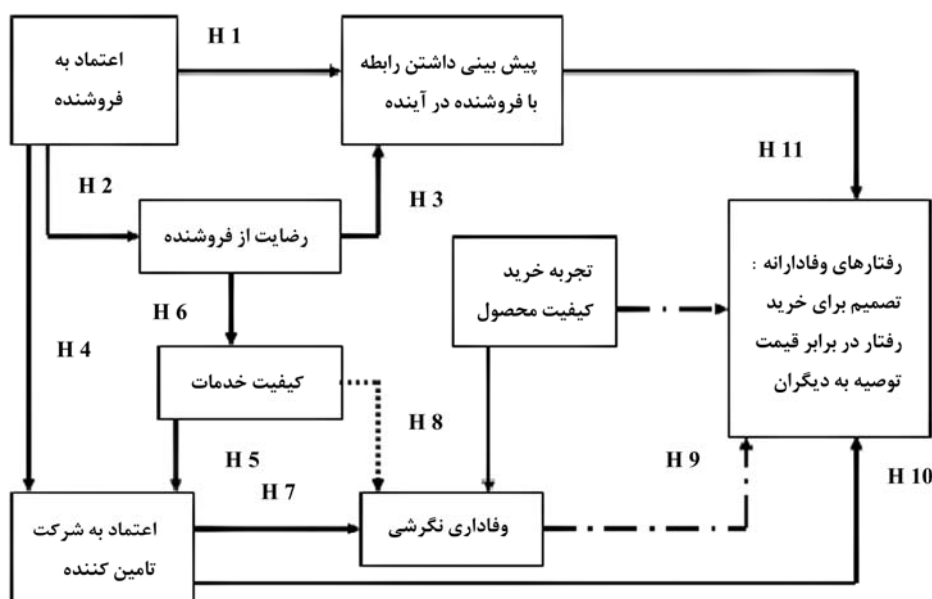 H 1
اعتماد به
فروشنده
پیش بینی داشتن رابطه
با فروشنده در آینده
H 11
H 2
H 3
رضایت از فروشنده
تجربه خرید
کیفیت محصول
رفتارهای وفادارانه :
تصمیم برای خرید
رفتار در برابر قیمت
توصیه به دیگران
H 6
H 4
کیفیت خدمات
H 8
H 5
H 7
H 9
H 10
اعتماد به شرکت
تامین کننده
وفاداری نگرشی